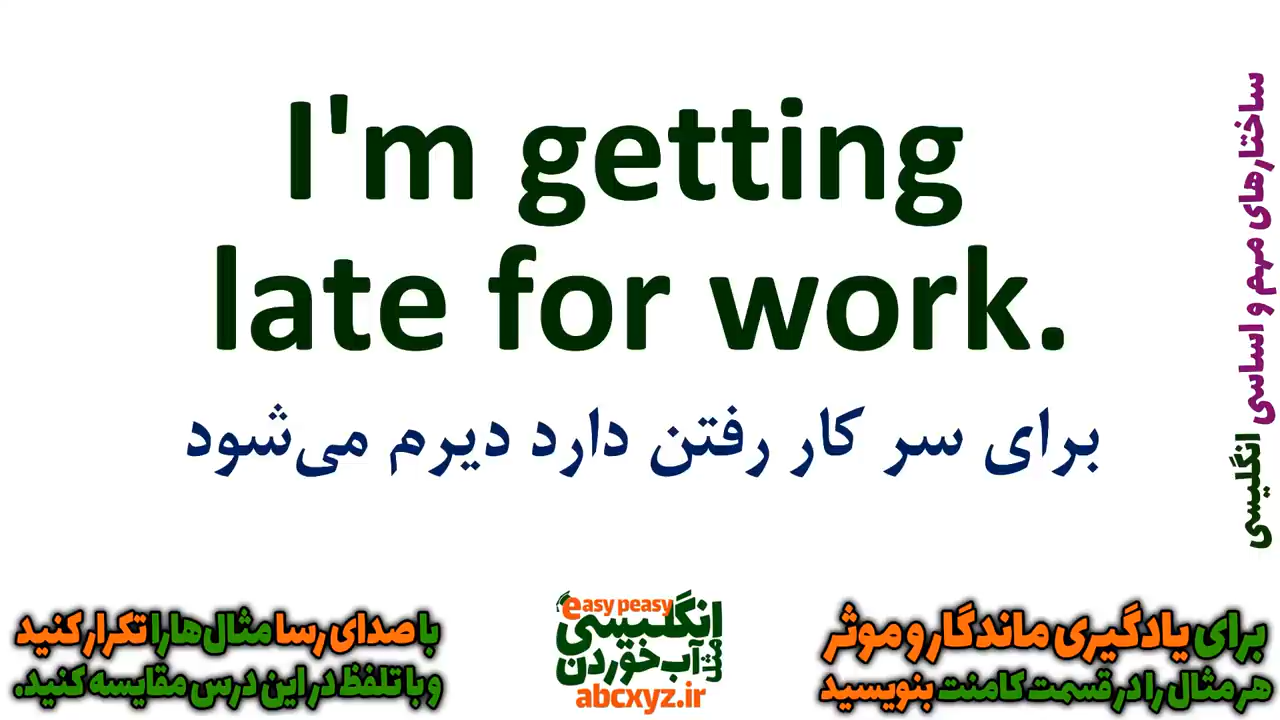 I'm getting
late for work.
برای سر کار رفتن دارد دیرم می‌شود
ساختارهای مهم و اساسی انگلیسی
برای یادگیری ماندگار و موثر
هر مثال را در قسمت کامنت بنویسید
easy peasy
انگلیسی
مثل آب خوردن
abcxyz.ir
با صدای رسا مثال‌ها را تکرار کنید
و با تلفظ در این درس مقایسه کنید.